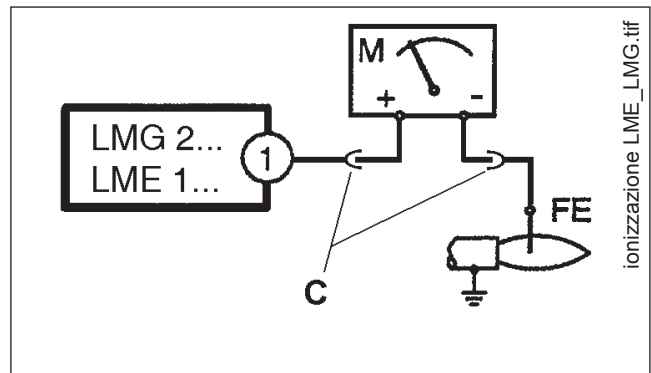 M
+ -
LMG 2...
LME 1...
1
FE
C
ionizzazione LME_LMG.tif